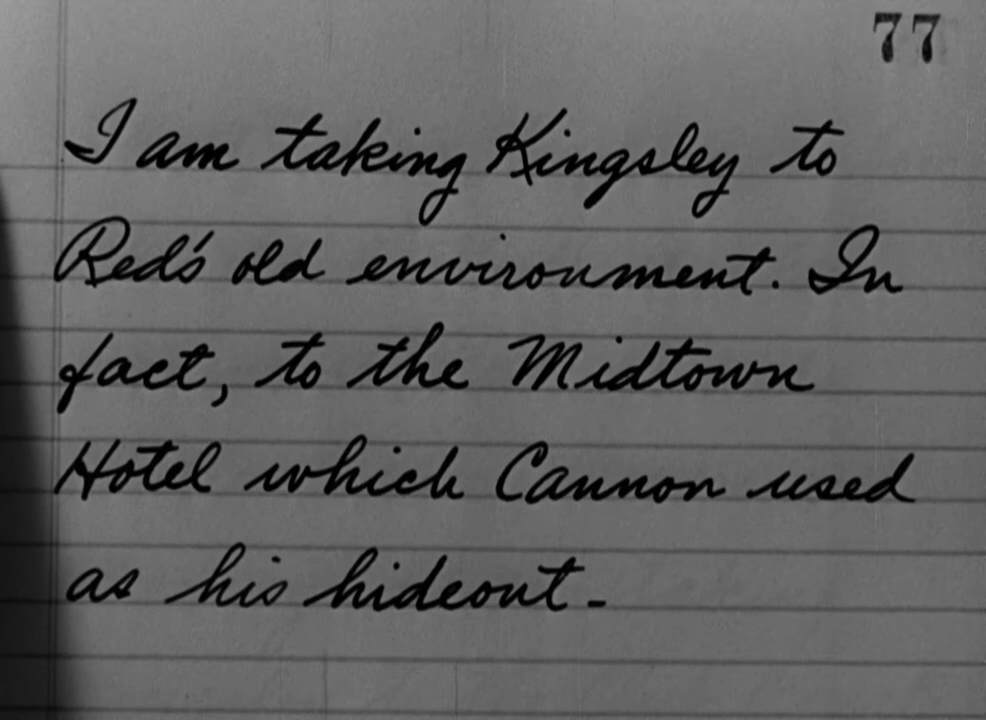 77
I am taking Kingsley to
Red's old environment. In
fact, to the Midtown
Hotel which Cannon used
as his hideout-